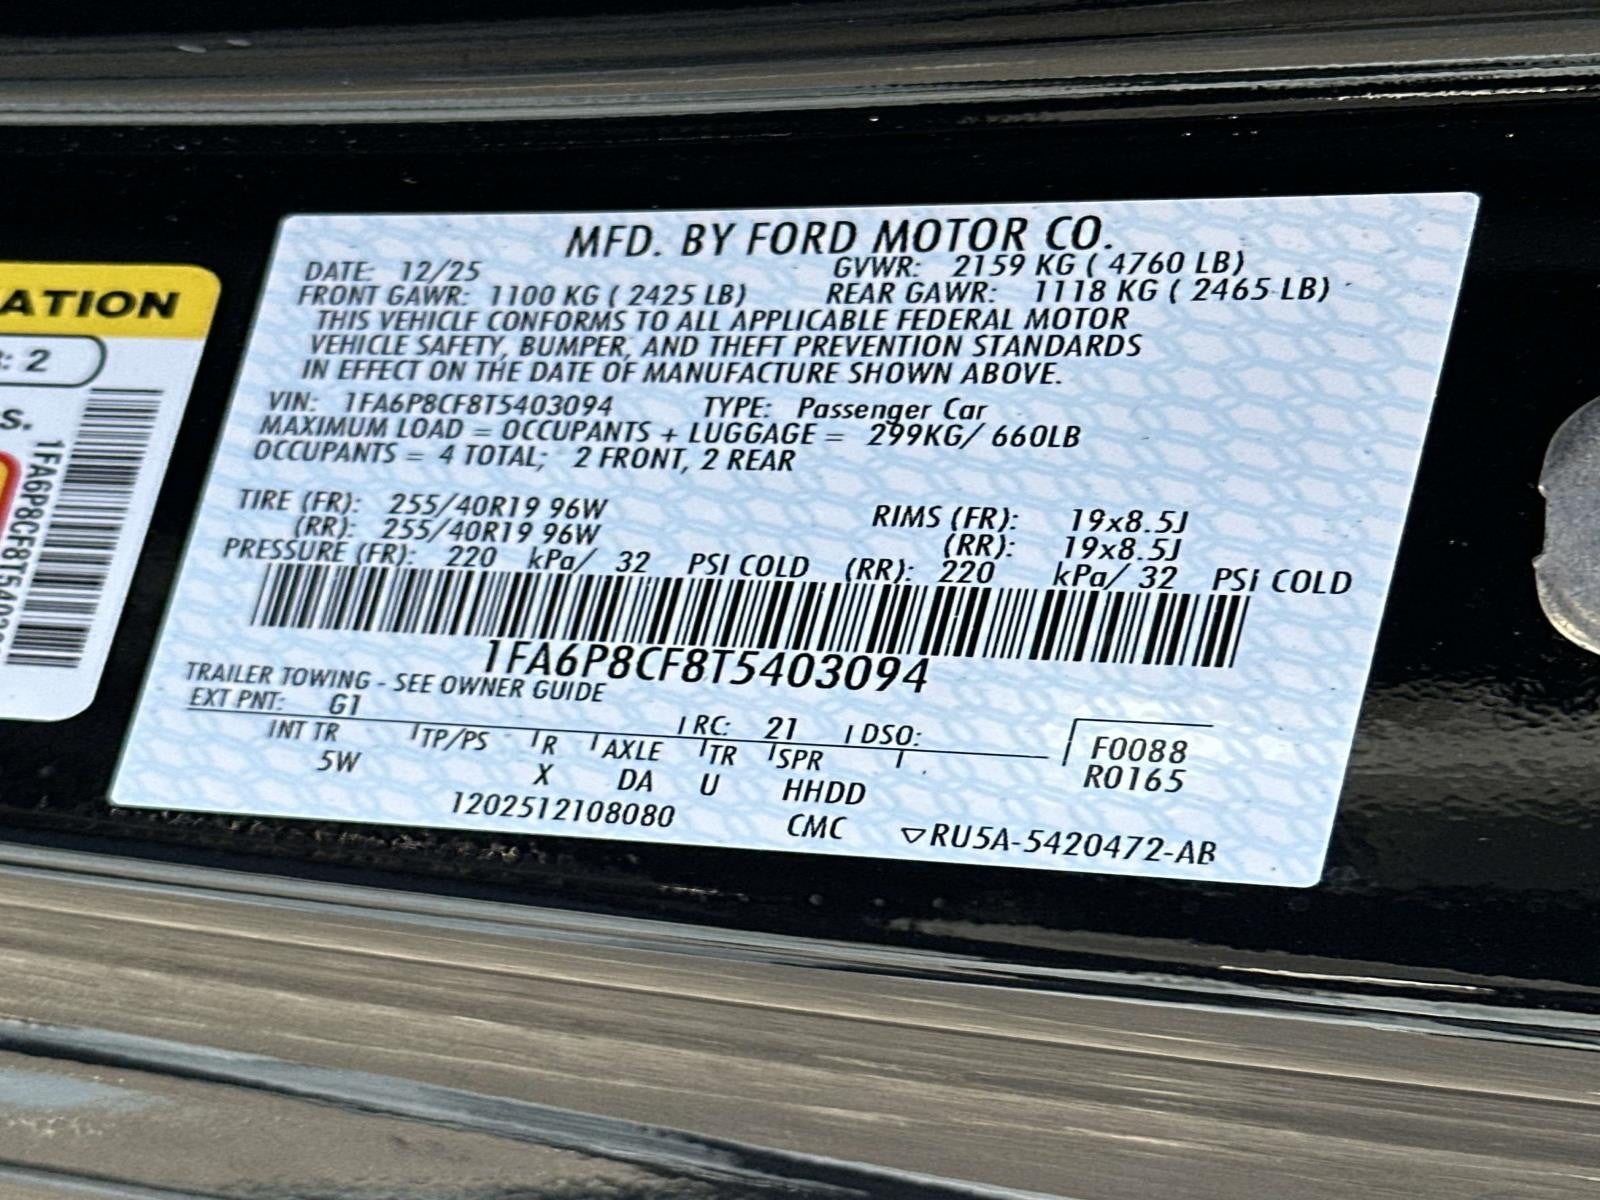 MFD. BY FORD MOTOR CO.
DATE: 12/25 GVWR: 2159 KG ( 4760 LB)
FRONT GAWR: 1100 KG ( 2425 LB) REAR GAWR: 1118 KG ( 2465 LB)
THIS VEHICLE CONFORMS TO ALL APPLICABLE FEDERAL MOTOR
VEHICLE SAFETY, BUMPER, AND THEFT PREVENTION STANDARDS
IN EFFECT ON THE DATE OF MANUFACTURE SHOWN ABOVE.
VIN: 1FA6P8CF8T5403094 TYPE: Passenger Car
MAXIMUM LOAD = OCCUPANTS + LUGGAGE = 299KG/ 660LB
OCCUPANTS = 4 TOTAL; 2 FRONT, 2 REAR
TIRE (FR): 255/40R19 96W RIMS (FR): 19x8.5J
(RR): 255/40R19 96W (RR): 19x8.5J
PRESSURE (FR): 220 kPa/ 32 PSI COLD (RR): 220 kPa/ 32 PSI COLD
1FA6P8CF8T5403094
TRAILER TOWING - SEE OWNER GUIDE
EXT PNT: G1 RC: 21 DSO: F0088
INT TR TP/PS R AXLE TR SPR R0165
5W X DA U HHDD
1202512108080 CMC ▽RU5A-5420472-AB
ATION
: 2
S.
1FA6P8CF8T5403